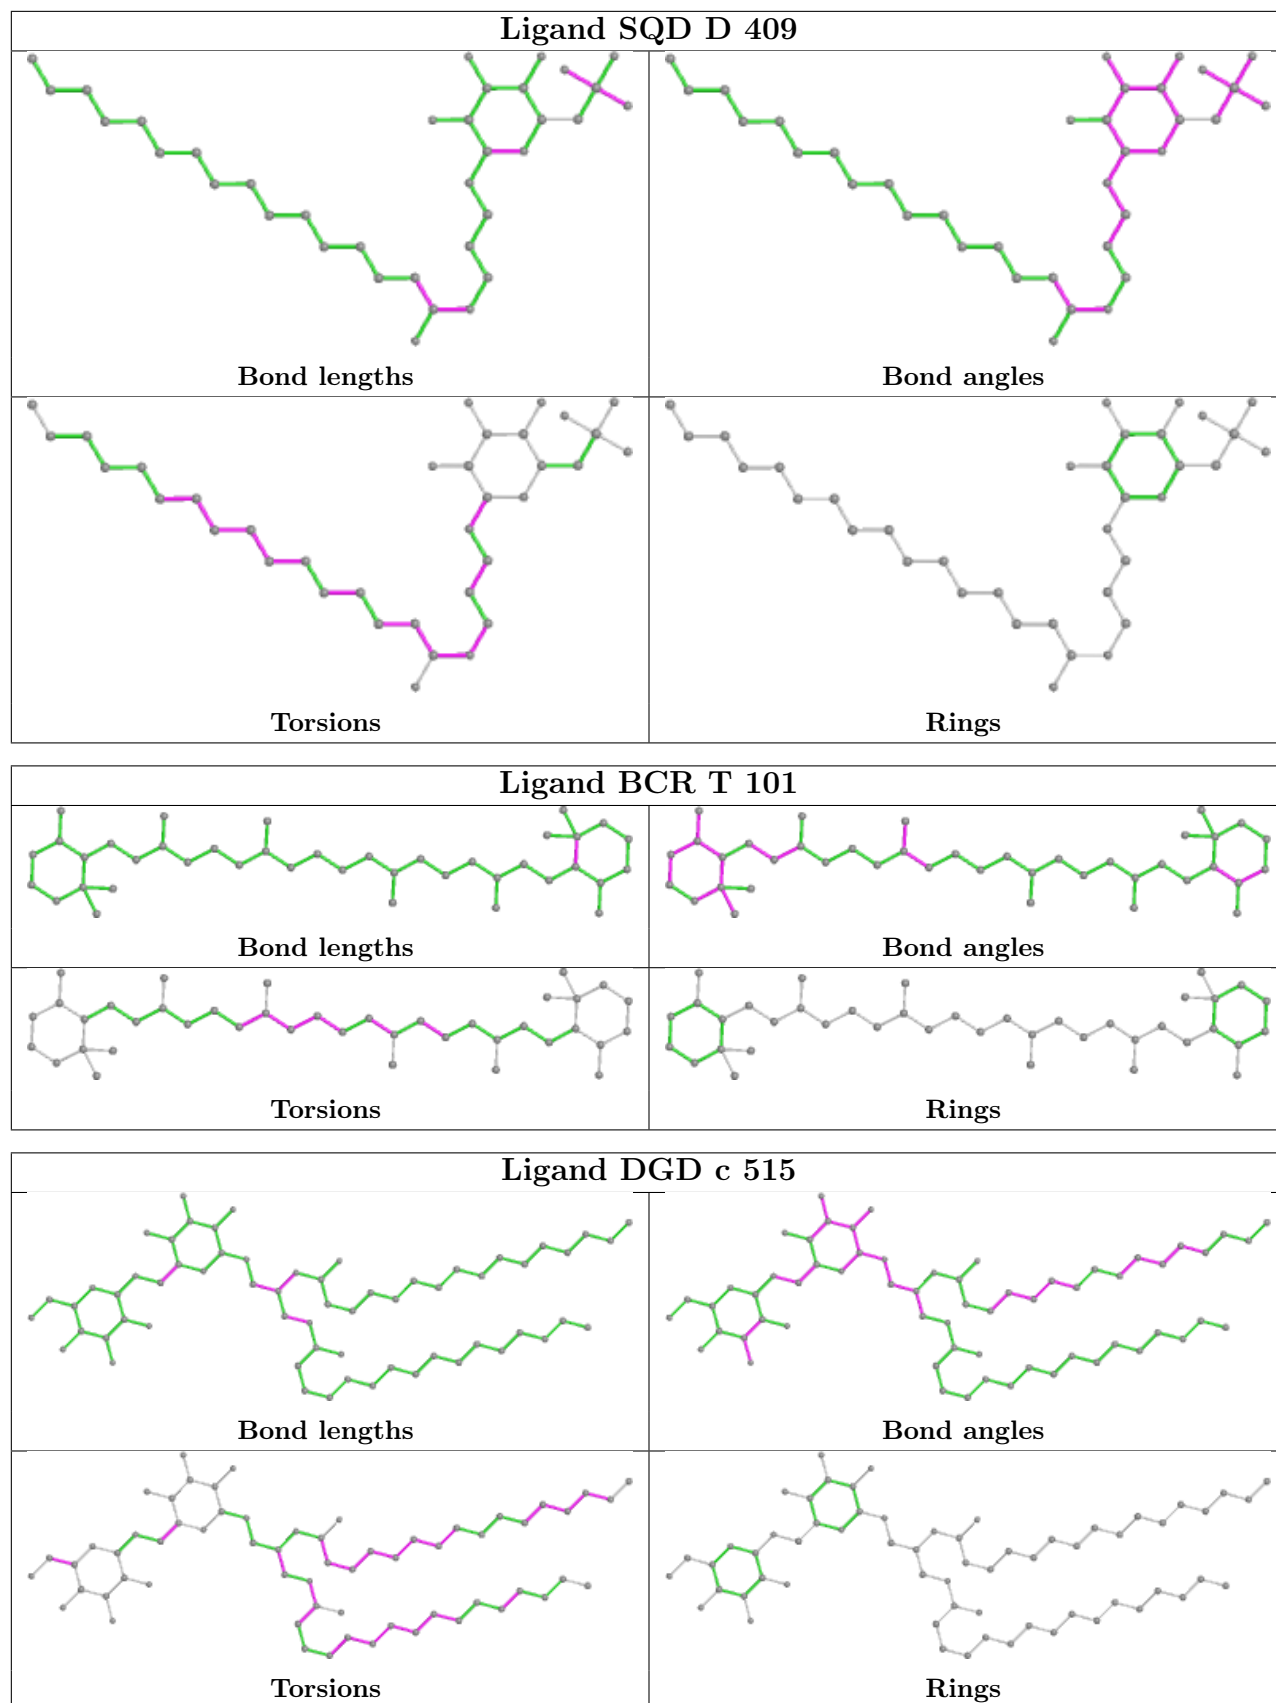 Ligand SQD D 409
Bond lengths
Bond angles
Torsions
Rings
Ligand BCR T 101
Bond lengths
Bond angles
Torsions
Rings
Ligand DGD c 515
Bond lengths
Bond angles
Torsions
Rings